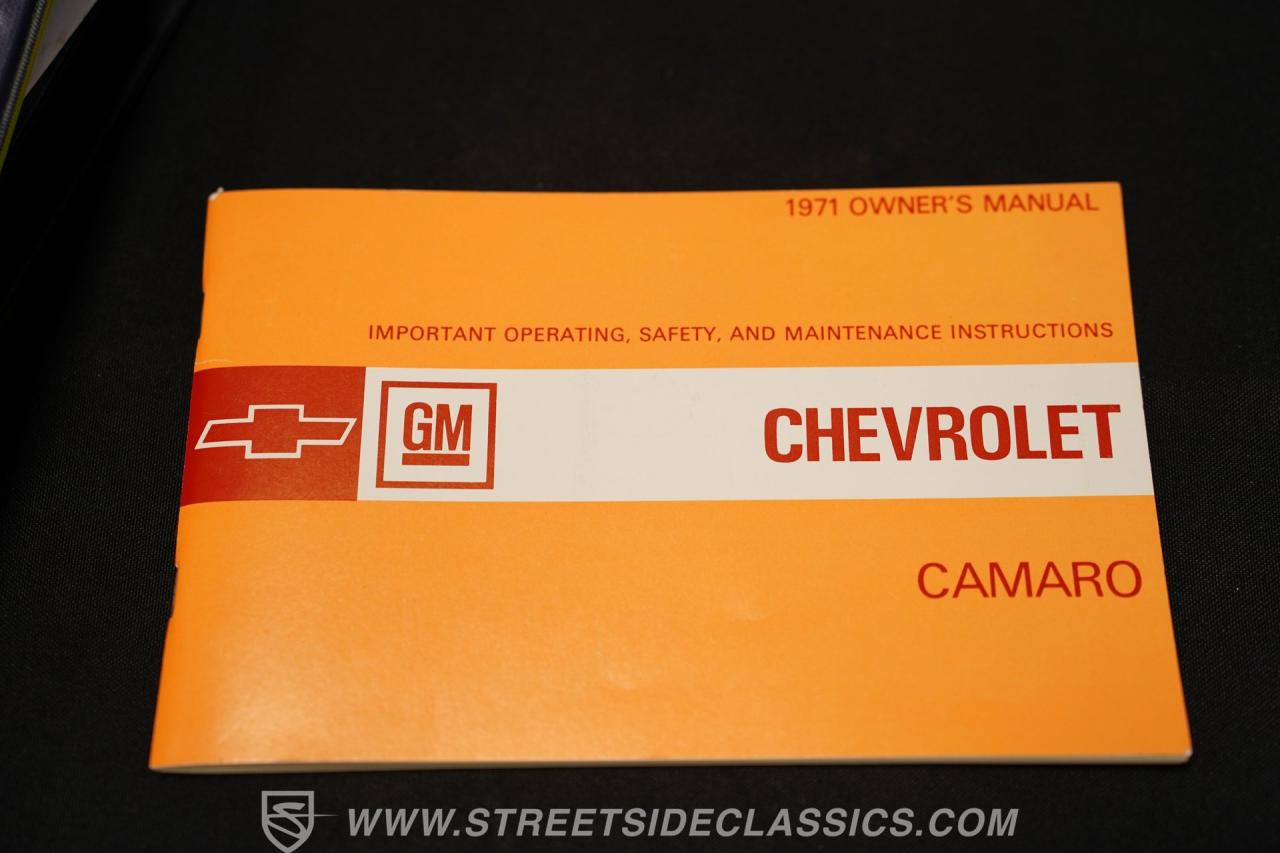 1971 OWNER'S MANUAL
IMPORTANT OPERATING, SAFETY, AND MAINTENANCE INSTRUCTIONS
GM
CHEVROLET
CAMARO
WWW.STREETSIDECLASSICS.COM